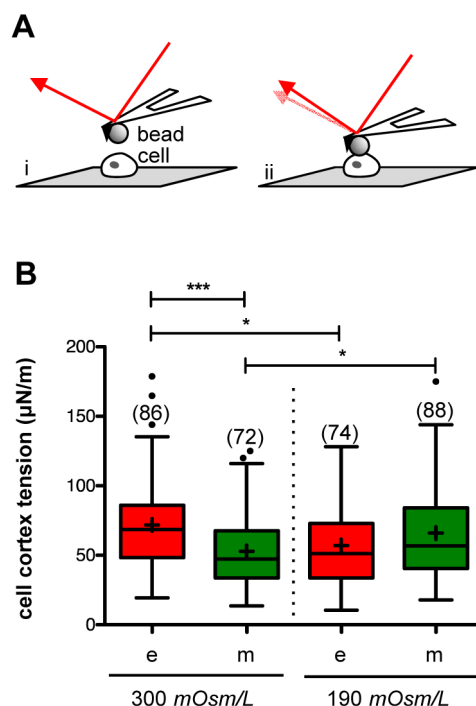 A
bead
cell
i
ii
B
***
*
*
200
150
100
50
0
cell cortex tension (µN/m)
(86)
(72)
(74)
(88)
e m e m
300 mOsm/L 190 mOsm/L